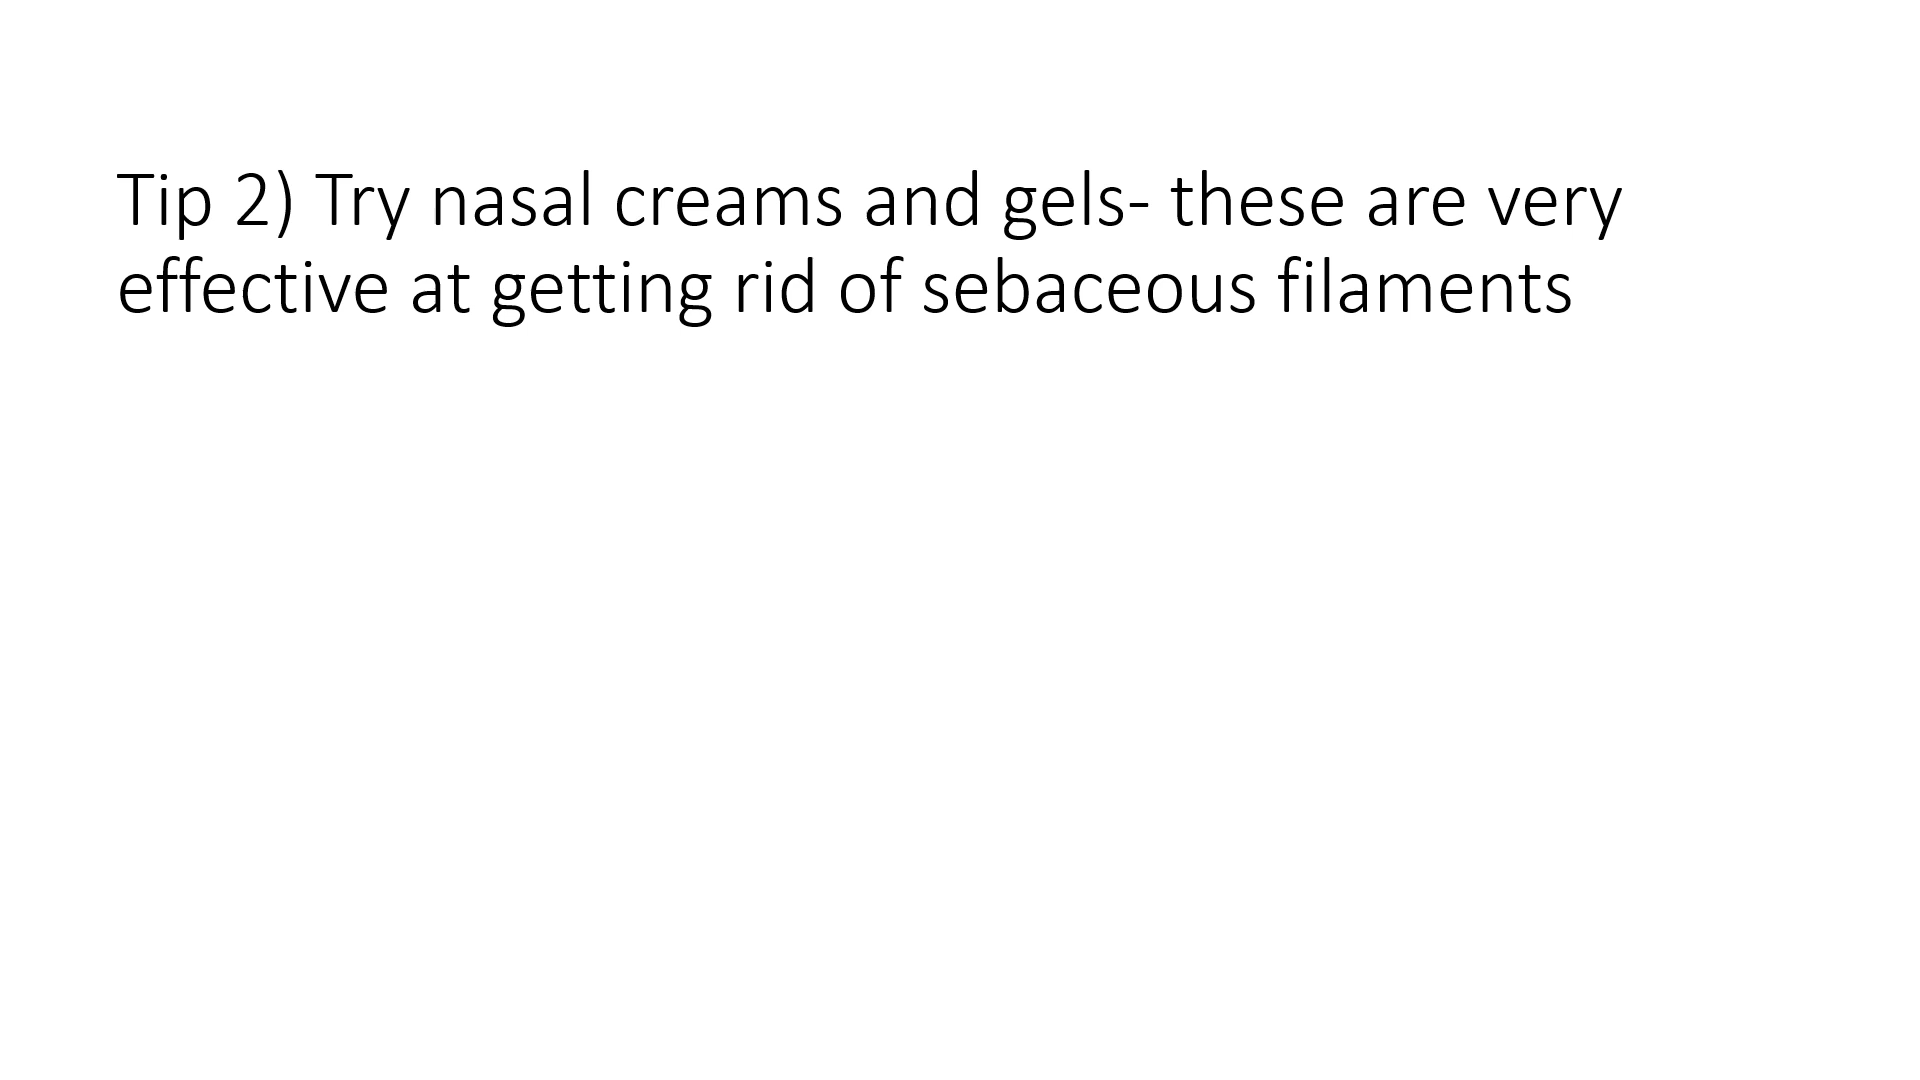 Tip 2) Try nasal creams and gels- these are very
effective at getting rid of sebaceous filaments